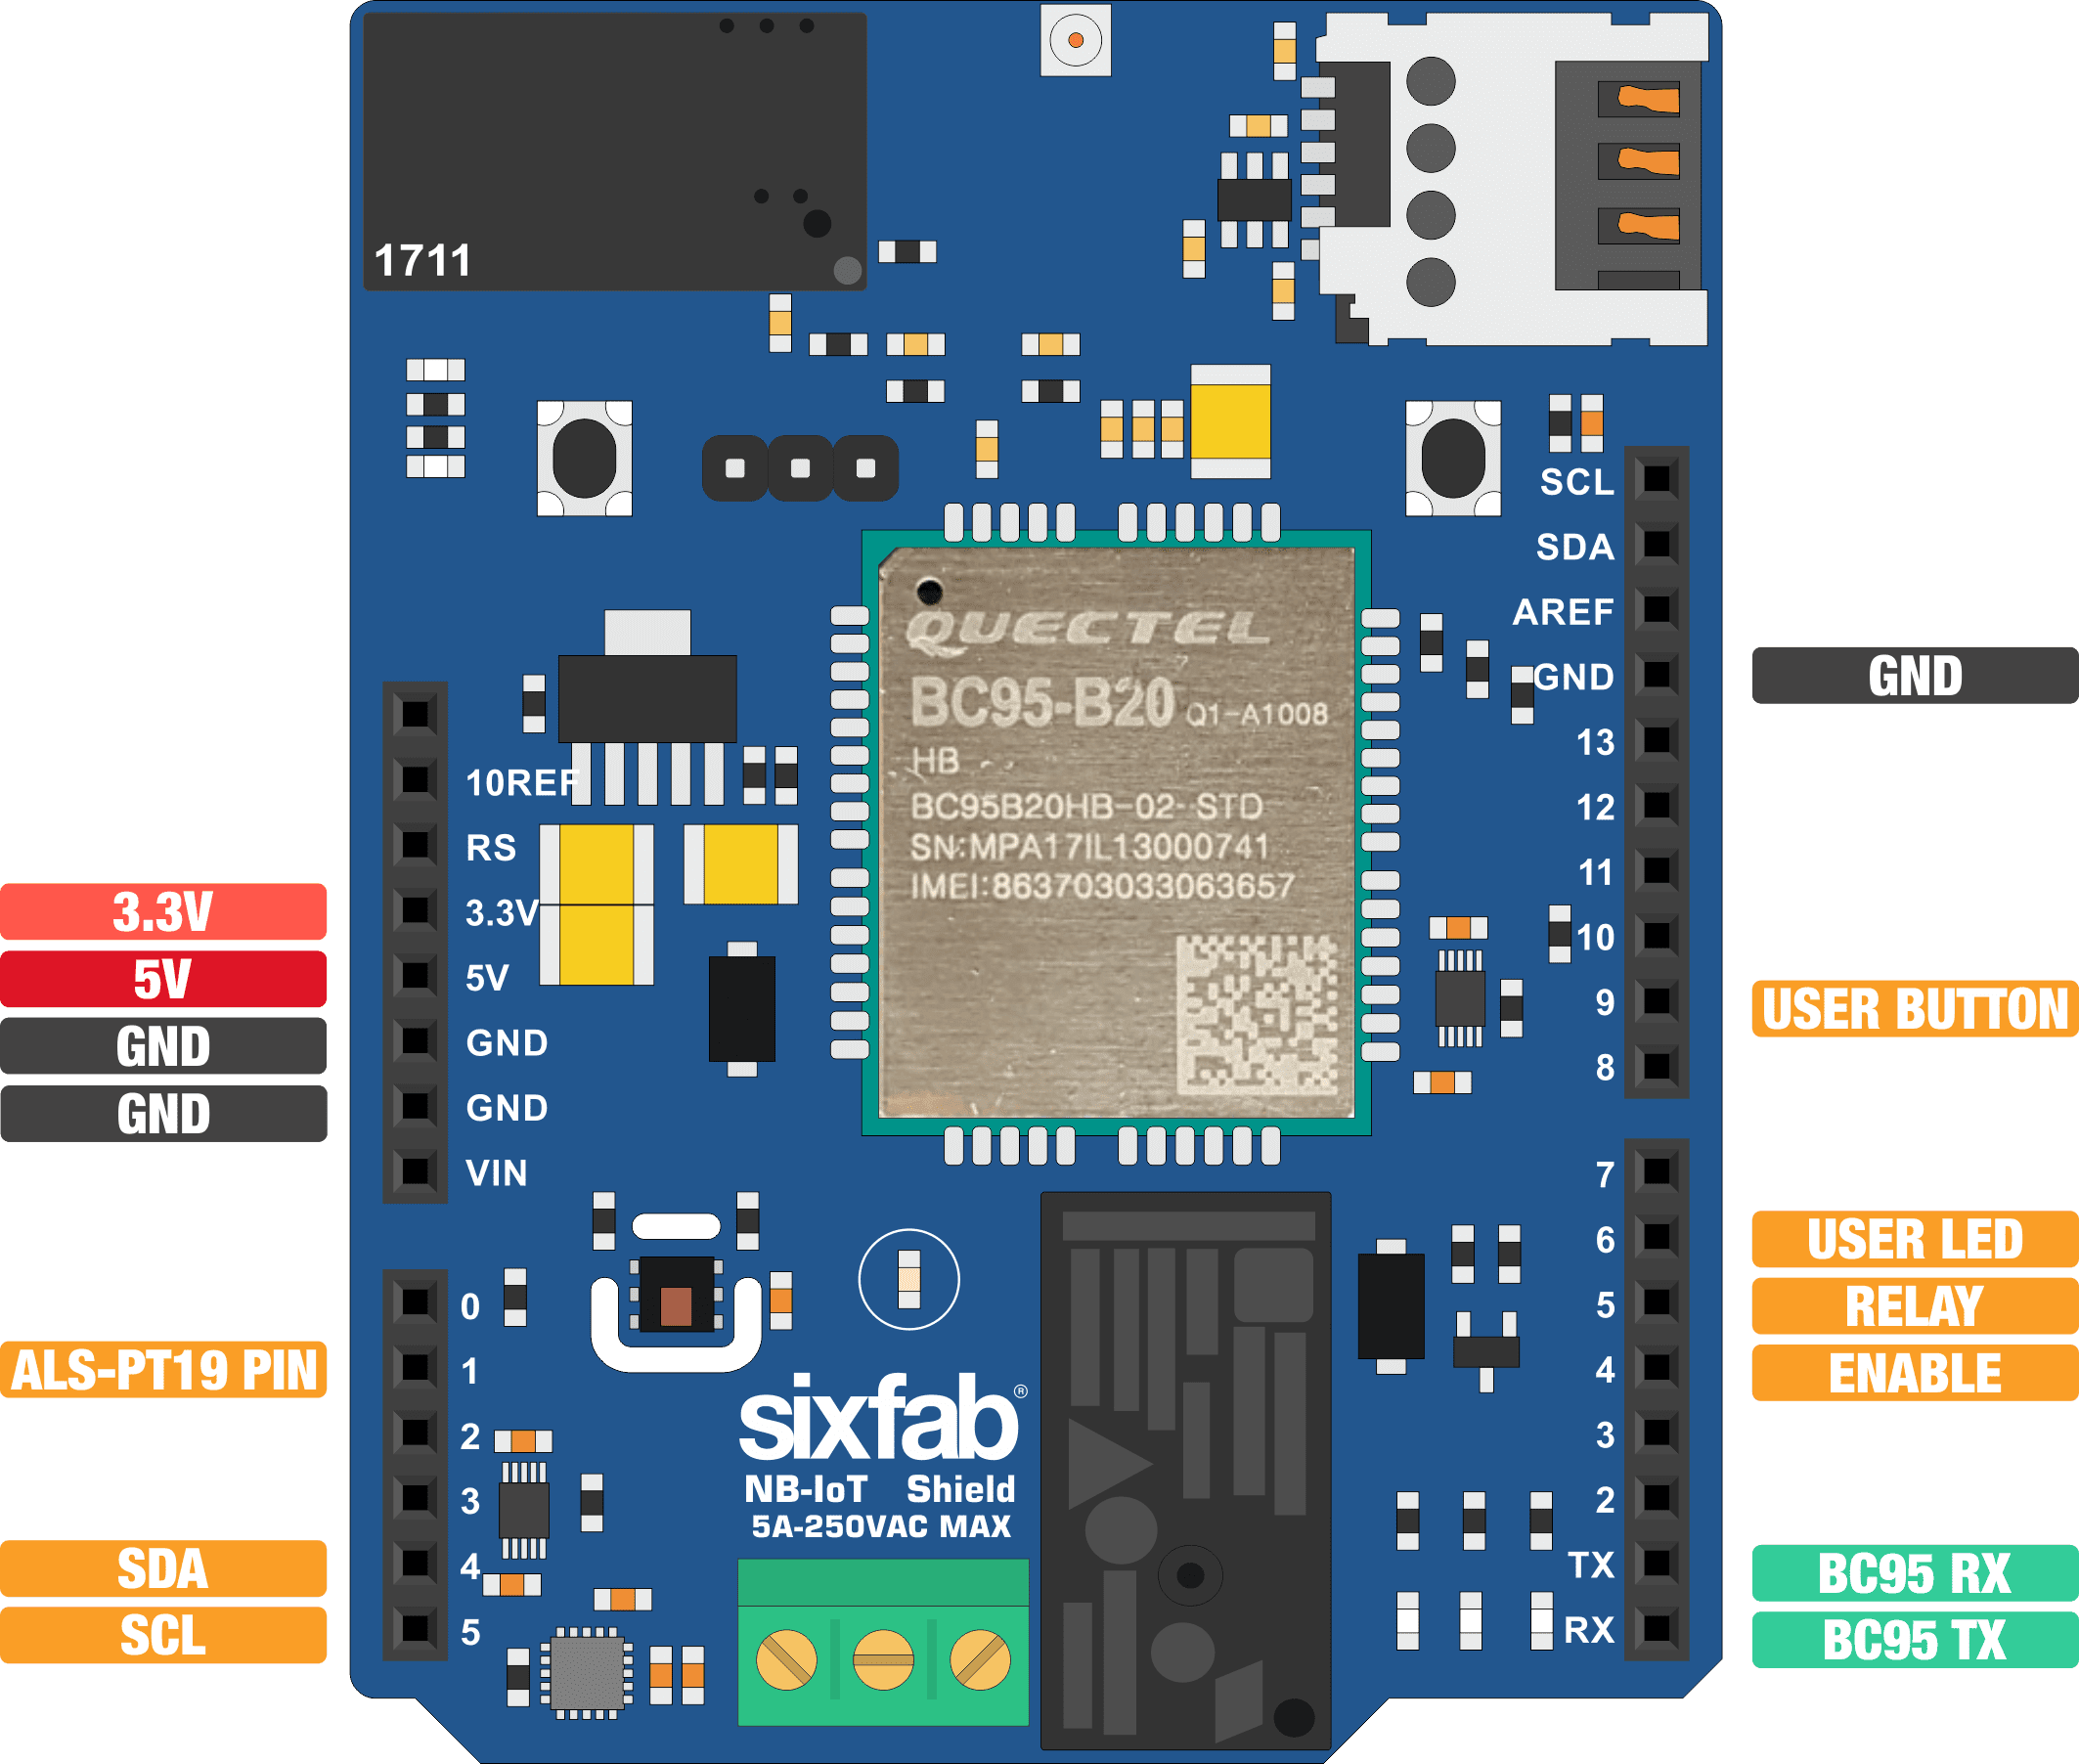 1711
SCL
SDA
AREF
GND
13
12
11
10
9
8
7
6
5
4
3
2
TX
RX
10REF
RS
3.3V
5V
GND
GND
VIN
0
1
2
3
4
5
QUECTEL
BC95-B20 Q1-A1008
HB
BC95B20HB-02- STD
SN:MPA17IL13000741
IMEI:863703033063657
sixfab®
NB-IoT Shield
5A-250VAC MAX
3.3V
5V
GND
GND
ALS-PT19 PIN
SDA
SCL
GND
USER BUTTON
USER LED
RELAY
ENABLE
BC95 RX
BC95 TX